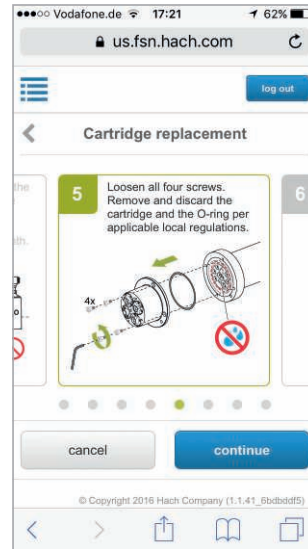 Vodafone.de 17:21 62%
us.fsn.hach.com
log out
Cartridge replacement
the
th.
5
Loosen all four screws.
Remove and discard the
cartridge and the O-ring per
applicable local regulations.
4x
6
cancel
continue
© Copyright 2016 Hach Company (1.1.41_6bdbddf5)